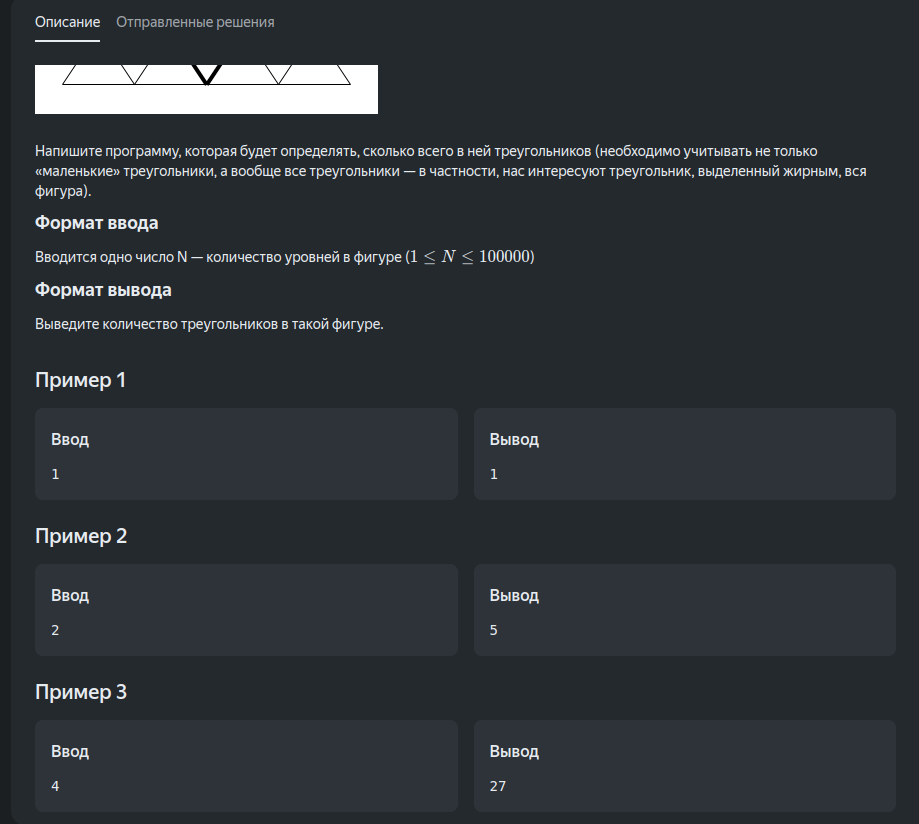 Описание Отправленные решения
Напишите программу, которая будет определять, сколько всего в ней треугольников (необходимо учитывать не только
«маленькие» треугольники, а вообще все треугольники — в частности, нас интересуют треугольник, выделенный жирным, вся
фигура).
Формат ввода
Вводится одно число N — количество уровней в фигуре (1 ≤ N ≤ 100000)
Формат вывода
Выведите количество треугольников в такой фигуре.
Пример 1
Ввод Вывод
1 1
Пример 2
Ввод Вывод
2 5
Пример 3
Ввод Вывод
4 27